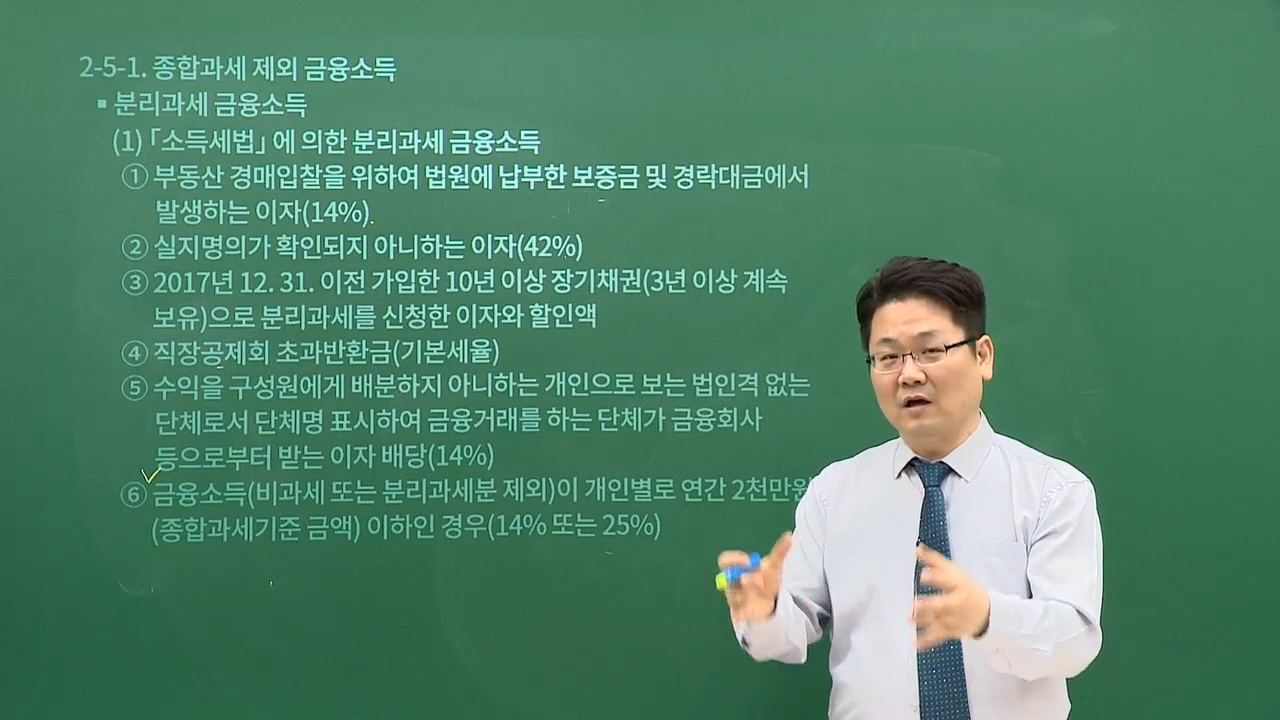 2-5-1. 종합과세 제외 금융소득
▪ 분리과세 금융소득
(1) 「소득세법」 에 의한 분리과세 금융소득
① 부동산 경매입찰을 위하여 법원에 납부한 보증금 및 경락대금에서
발생하는 이자(14%)
② 실지명의가 확인되지 아니하는 이자(42%)
③ 2017년 12. 31. 이전 가입한 10년 이상 장기채권(3년 이상 계속
보유)으로 분리과세를 신청한 이자와 할인액
④ 직장공제회 초과반환금(기본세율)
⑤ 수익을 구성원에게 배분하지 아니하는 개인으로 보는 법인격 없는
단체로서 단체명 표시하여 금융거래를 하는 단체가 금융회사
등으로부터 받는 이자 배당(14%)
⑥ 금융소득(비과세 또는 분리과세분 제외)이 개인별로 연간 2천만원
(종합과세기준 금액) 이하인 경우(14% 또는 25%)